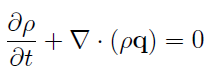 ∂ρ/∂t + ∇ · (ρ𝐪) = 0